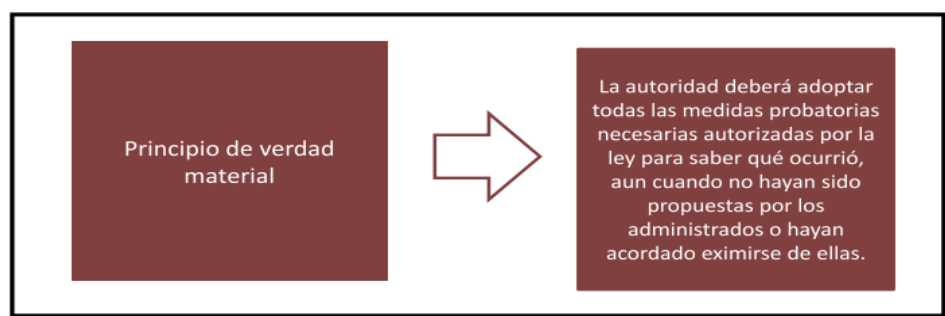 Principio de verdad
material
La autoridad deberá adoptar
todas las medidas probatorias
necesarias autorizadas por la
ley para saber qué ocurrió,
aun cuando no hayan sido
propuestas por los
administrados o hayan
acordado eximirse de ellas.